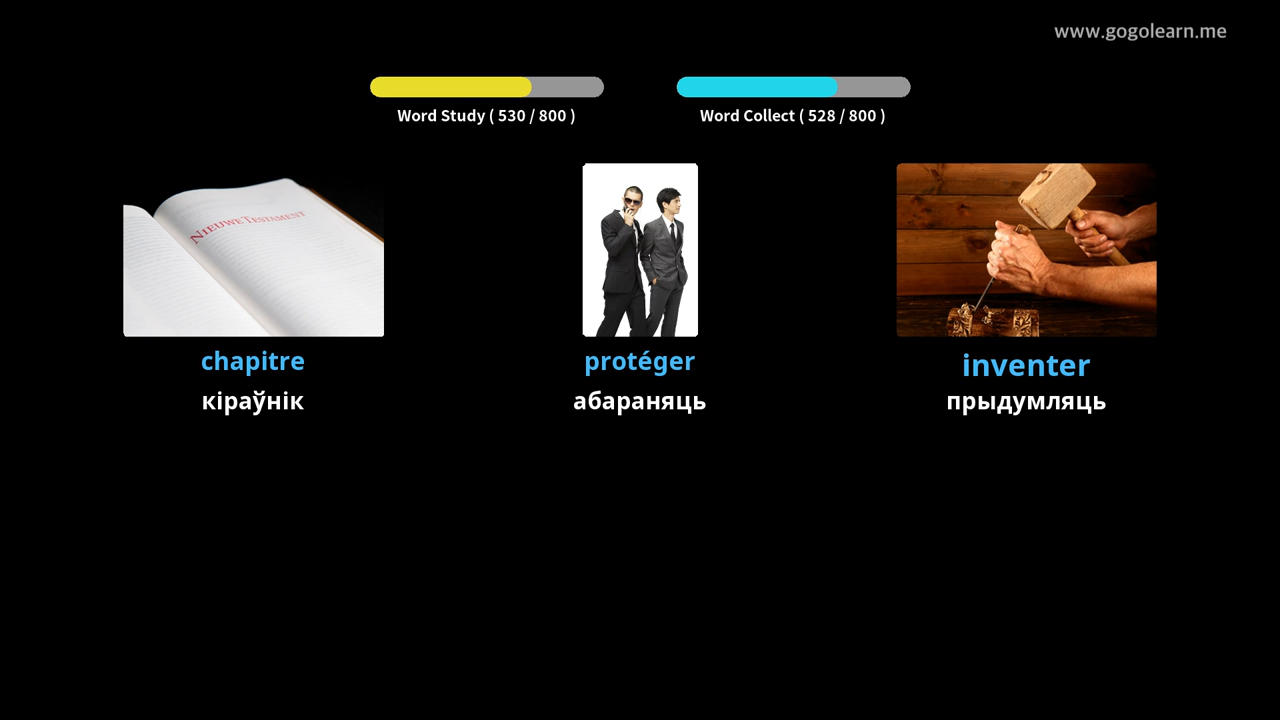 www.gogolearn.me
Word Study ( 530 / 800 )
Word Collect ( 528 / 800 )
NIEUWE TESTAMENT
chapitre
protéger
inventer
кіраўнік
абараняць
прыдумляць